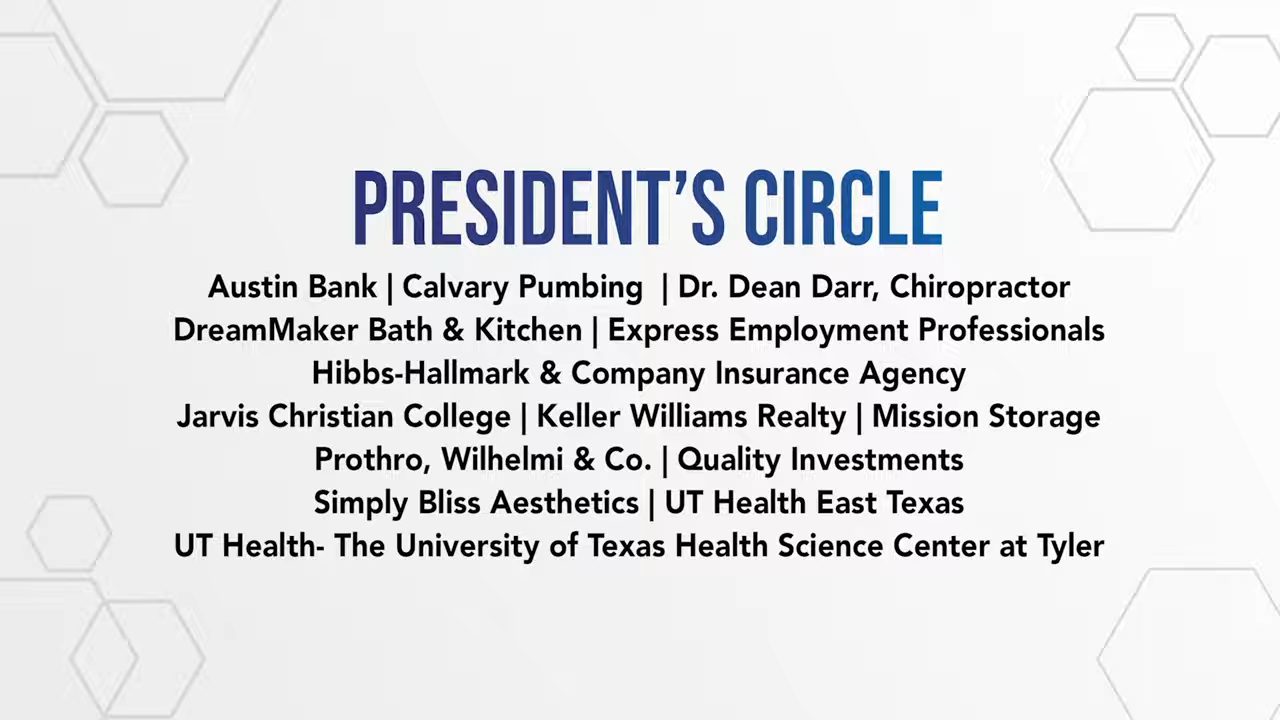 PRESIDENT'S CIRCLE
Austin Bank | Calvary Pumbing | Dr. Dean Darr, Chiropractor
DreamMaker Bath & Kitchen | Express Employment Professionals
Hibbs-Hallmark & Company Insurance Agency
Jarvis Christian College | Keller Williams Realty | Mission Storage
Prothro, Wilhelmi & Co. | Quality Investments
Simply Bliss Aesthetics | UT Health East Texas
UT Health- The University of Texas Health Science Center at Tyler